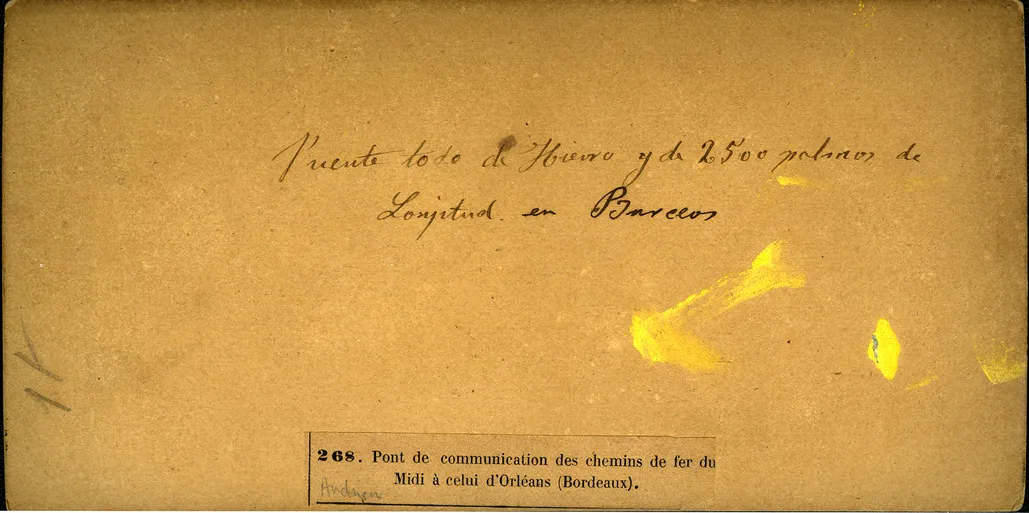 Puente todo de Hierro y de 2500 palmos de
Longitud. en Burdeos
268. Pont de communication des chemins de fer du
Midi à celui d'Orléans (Bordeaux).